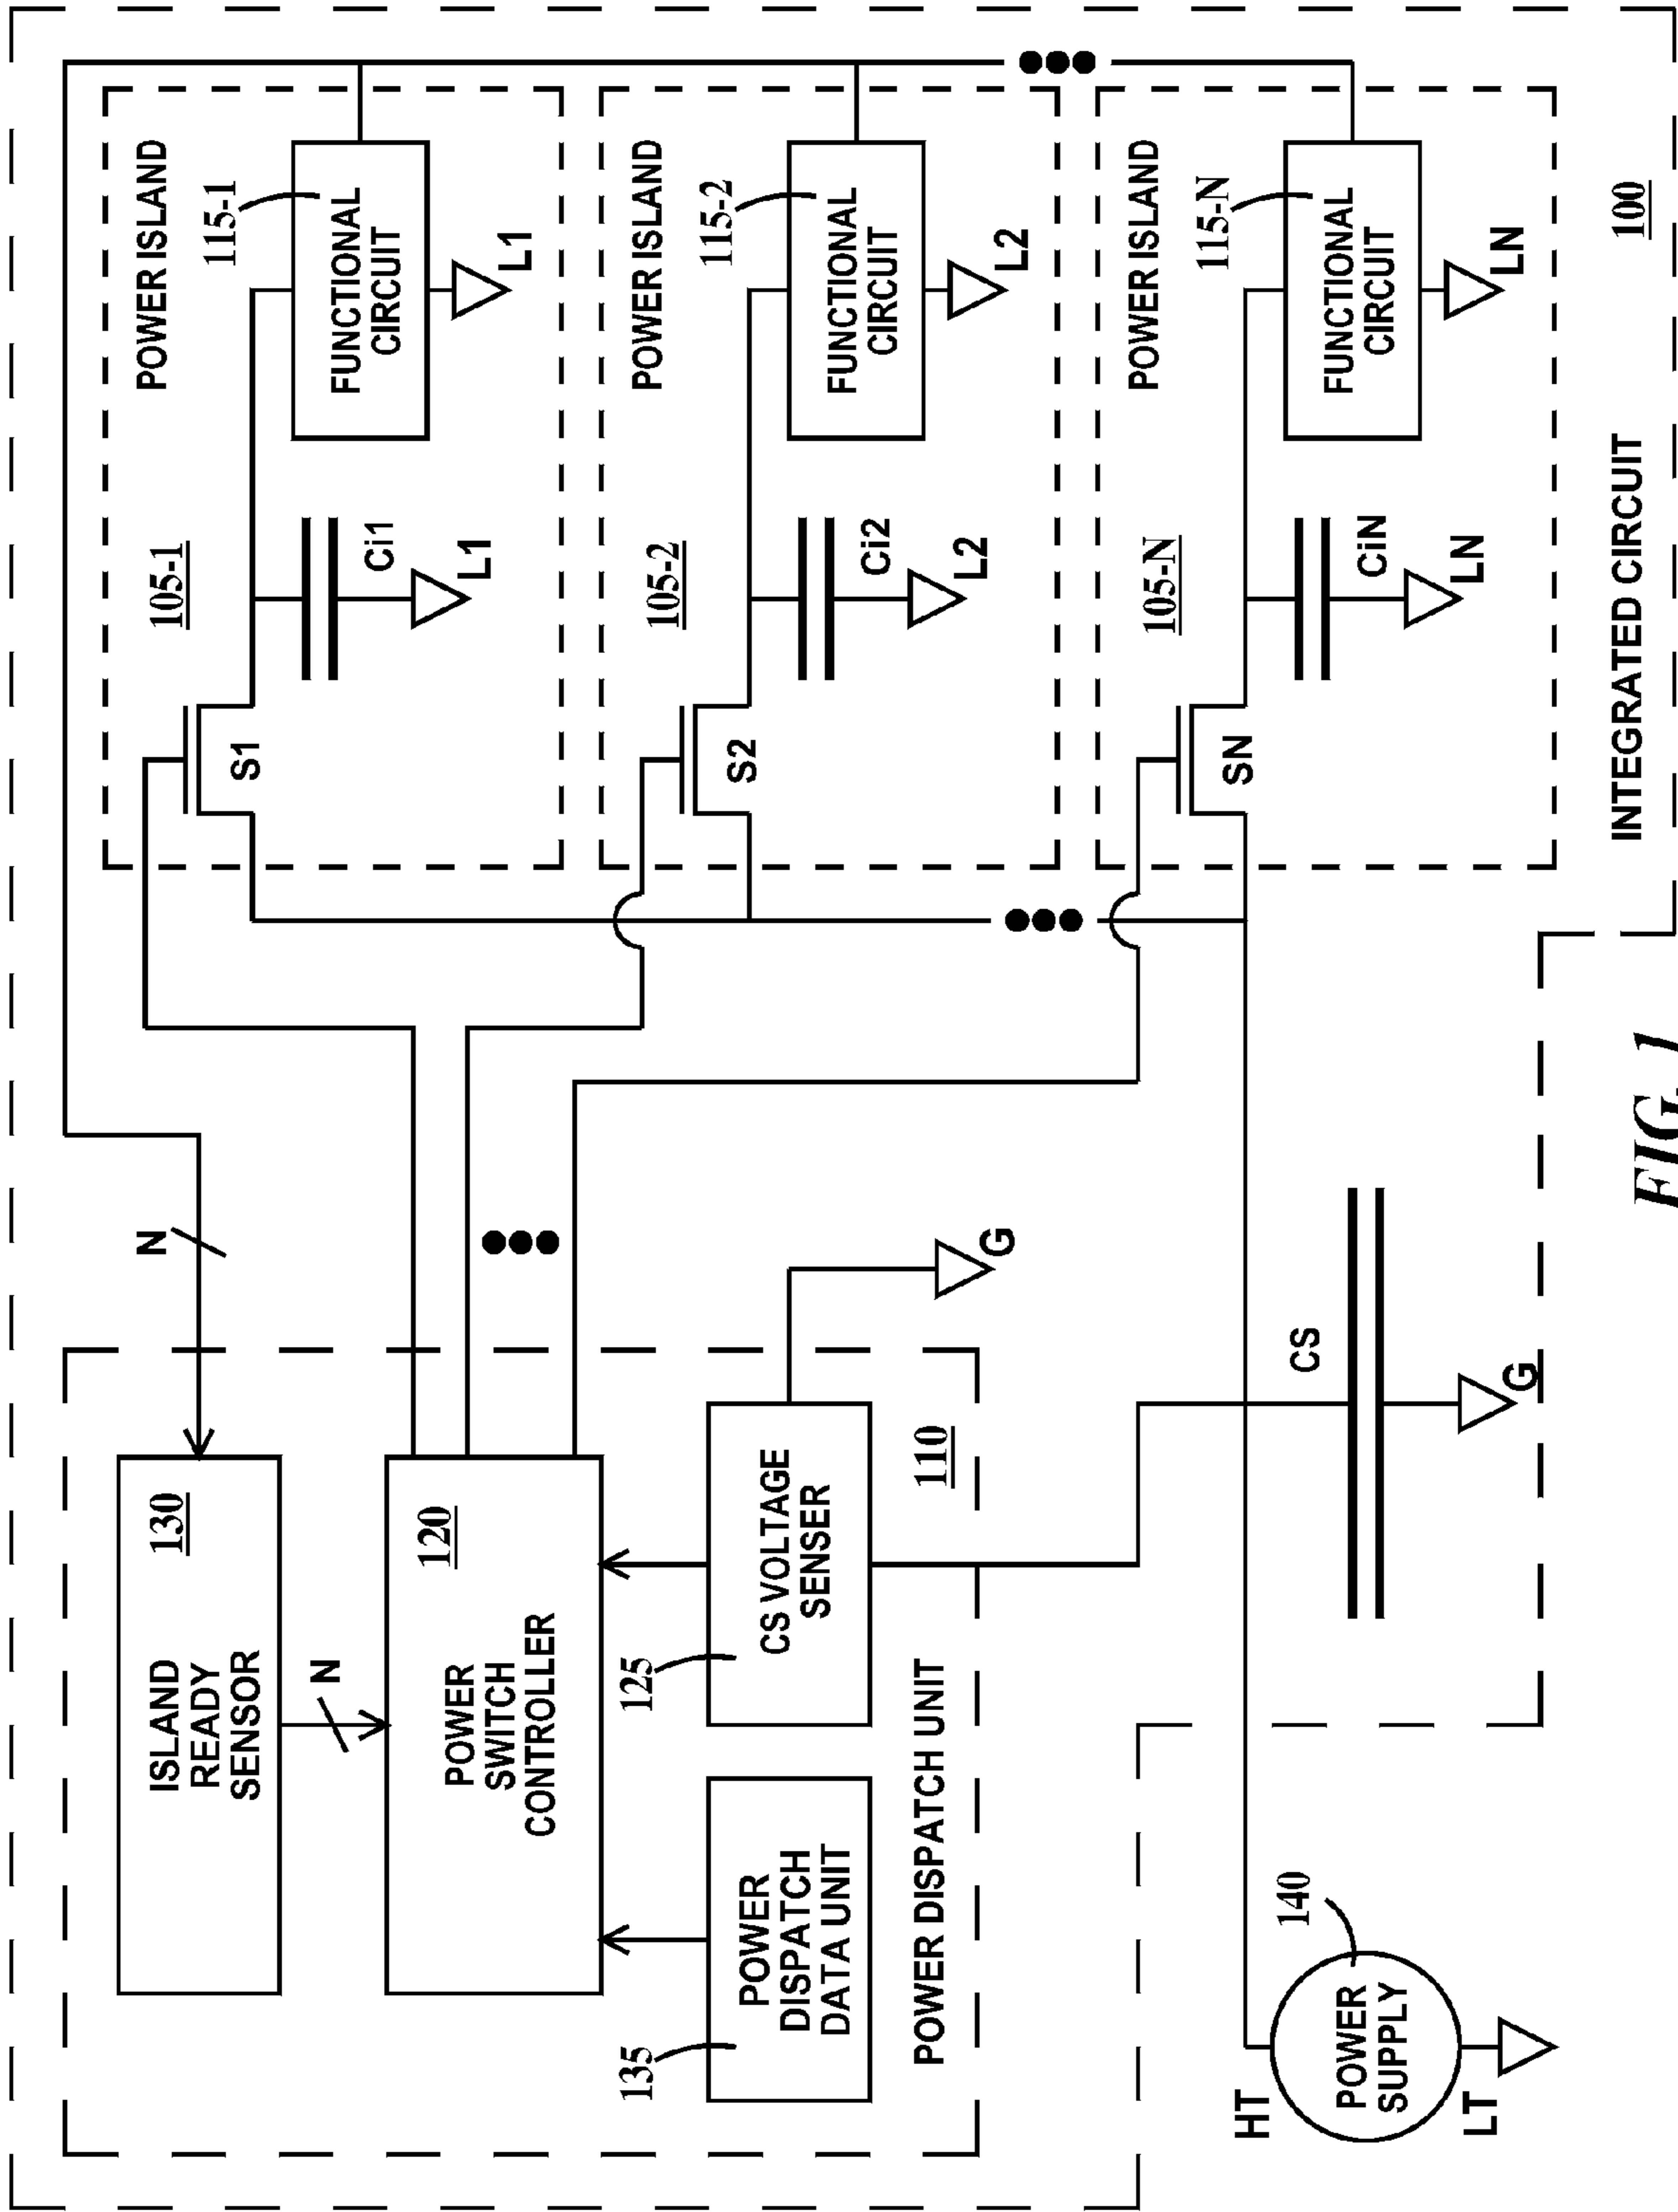 N
ISLAND
READY
SENSOR
130
N
POWER
SWITCH
CONTROLLER
120
POWER
DISPATCH
DATA UNIT
135
CS VOLTAGE
SENSER
125
110
POWER DISPATCH UNIT
G
POWER ISLAND
105-1
S1
Ci1
L1
115-1
FUNCTIONAL
CIRCUIT
L1
POWER ISLAND
105-2
S2
Ci2
L2
115-2
FUNCTIONAL
CIRCUIT
L2
POWER ISLAND
105-N
SN
CiN
LN
115-N
FUNCTIONAL
CIRCUIT
LN
HT
POWER
SUPPLY
140
LT
CS
G
INTEGRATED CIRCUIT
100
FIG. 1